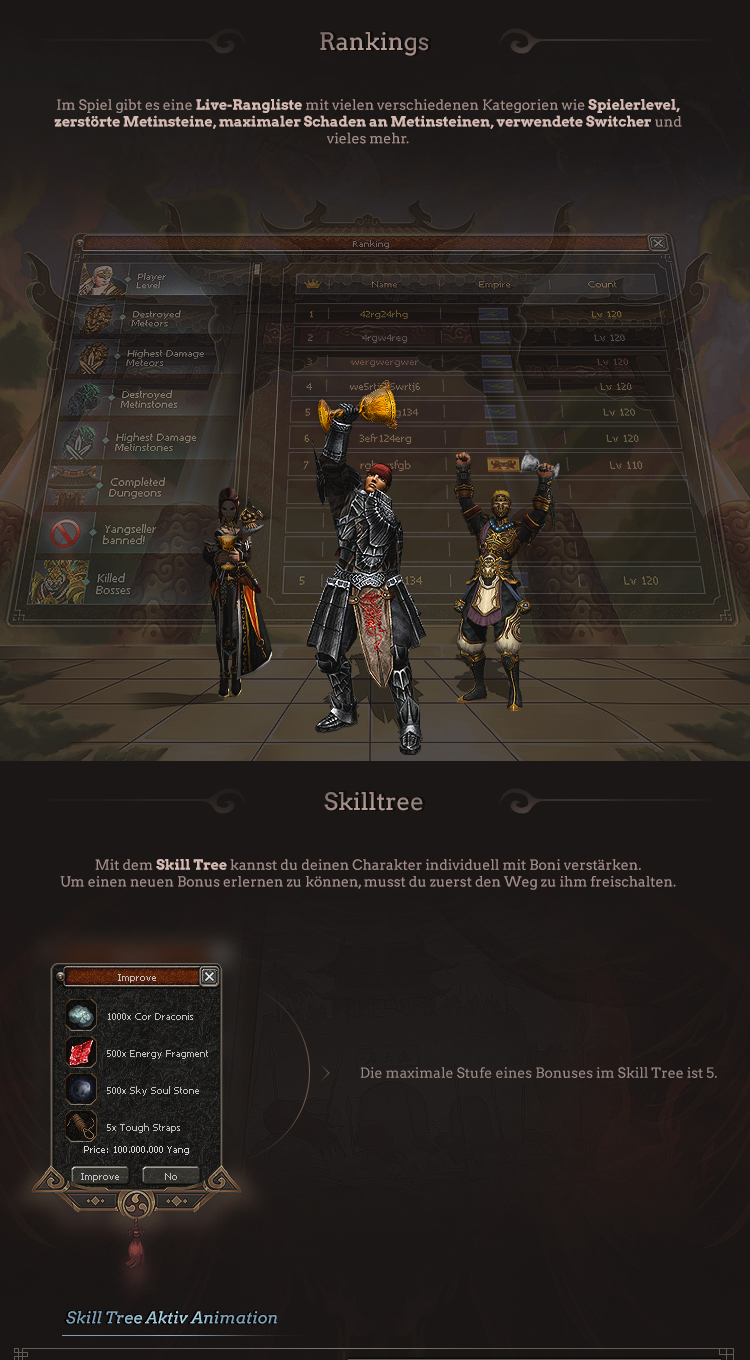 Rankings
Im Spiel gibt es eine Live-Rangliste mit vielen verschiedenen Kategorien wie Spielerlevel,
zerstörte Metinsteine, maximaler Schaden an Metinsteinen, verwendete Switcher und
vieles mehr.
Ranking
Player
Level
Destroyed
Meteors
Highest Damage
Meteors
Destroyed
Metinstones
Highest Damage
Metinstones
Completed
Dungeons
Yangseller
banned!
Killed
Bosses
Name Empire Count
1 42rg24rhg Lv 120
2 4rgw4reg Lv 120
3 wergwergwer Lv 120
4 Lv 120
5 Lv 120
6 3efr124erg Lv 120
7 Lv 110
5 Lv 120
Skilltree
Mit dem Skill Tree kannst du deinen Charakter individuell mit Boni verstärken.
Um einen neuen Bonus erlernen zu können, musst du zuerst den Weg zu ihm freischalten.
Improve
1000x Cor Draconis
500x Energy Fragment
500x Sky Soul Stone
5x Tough Straps
Price: 100.000.000 Yang
Improve No
Die maximale Stufe eines Bonuses im Skill Tree ist 5.
Skill Tree Aktiv Animation